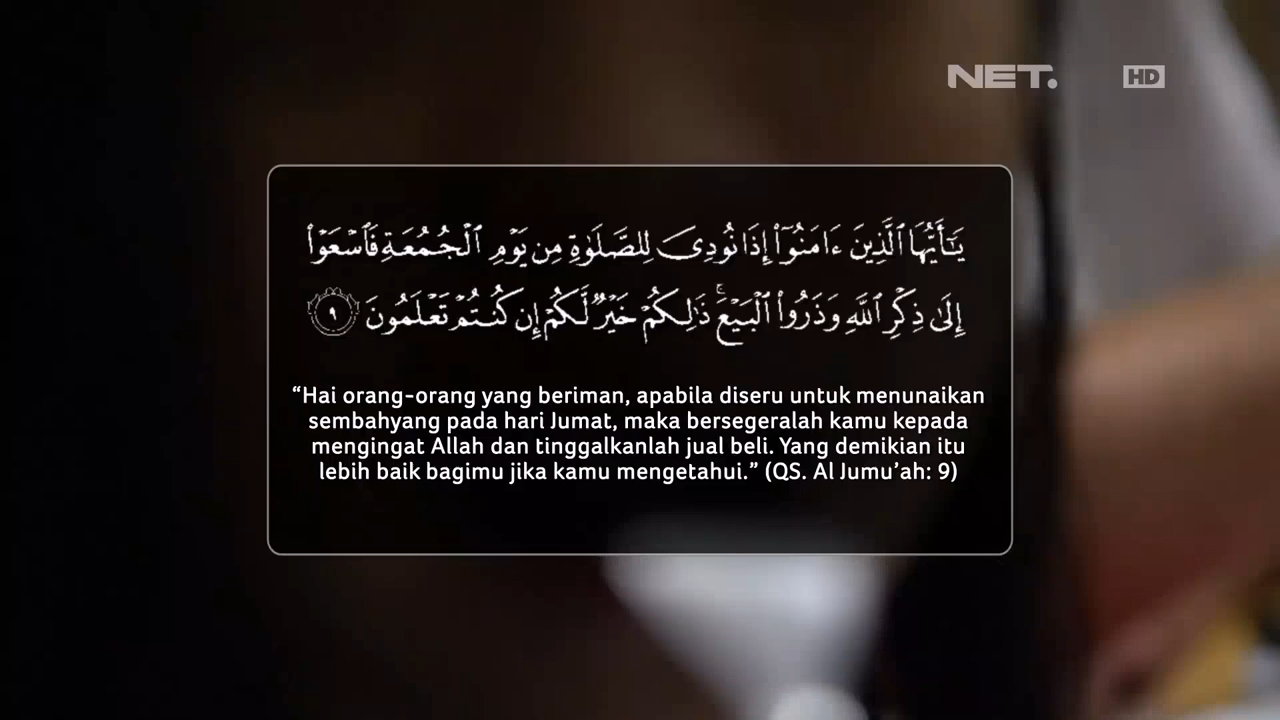 NET.
HD
يَـٰٓأَيُّهَا ٱلَّذِينَ ءَامَنُوٓا۟ إِذَا نُودِىَ لِلصَّلَوٰةِ مِن يَوْمِ ٱلْجُمُعَةِ فَٱسْعَوْا۟
إِلَىٰ ذِكْرِ ٱللَّهِ وَذَرُوا۟ ٱلْبَيْعَ ۚ ذَٰلِكُمْ خَيْرٌ لَّكُمْ إِن كُنتُمْ تَعْلَمُونَ ٩
“Hai orang-orang yang beriman, apabila diseru untuk menunaikan
sembahyang pada hari Jumat, maka bersegeralah kamu kepada
mengingat Allah dan tinggalkanlah jual beli. Yang demikian itu
lebih baik bagimu jika kamu mengetahui.” (QS. Al Jumu’ah: 9)